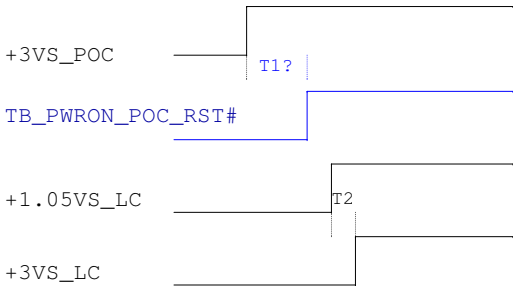 +3VS_POC
T1?
TB_PWRON_POC_RST#
+1.05VS_LC
T2
+3VS_LC